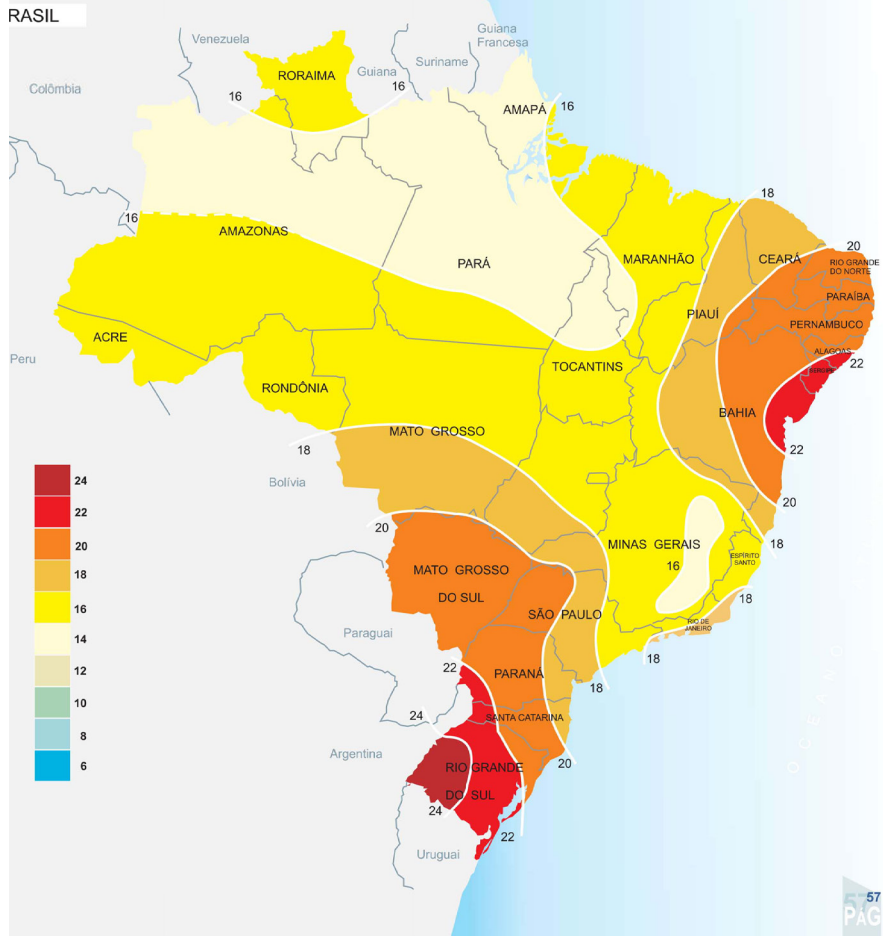 RASIL
Venezuela
Guiana
Francesa
Suriname
Guiana
Colômbia
RORAIMA
16
16
AMAPÁ
16
18
16
AMAZONAS
PARÁ
MARANHÃO
CEARÁ
20
RIO GRANDE
DO NORTE
PARAÍBA
PIAUÍ
PERNAMBUCO
ACRE
ALAGOAS
Peru
TOCANTINS
22
SERGIPE
RONDÔNIA
BAHIA
MATO GROSSO
18
22
Bolívia
24
22
20
18
16
14
12
10
8
6
20
20
MINAS GERAIS
18
ESPÍRITO
SANTO
16
MATO GROSSO
DO SUL
18
SÃO PAULO
RIO DE
JANEIRO
Paraguai
18
22
PARANÁ
18
24
SANTA CATARINA
Argentina
20
RIO GRANDE
DO SUL
24
22
Uruguai
OCEANO
57
57
PÁG